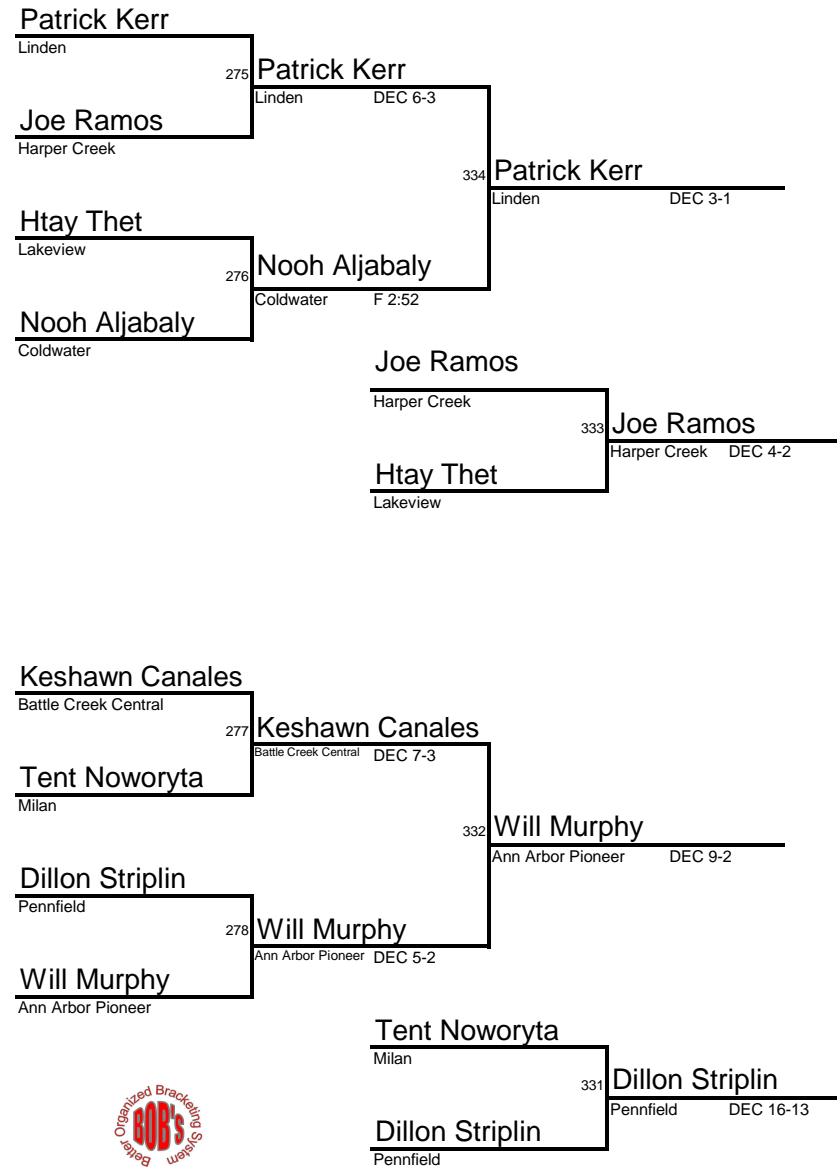 Patrick Kerr
Linden
275 Patrick Kerr
Linden DEC 6-3
Joe Ramos
Harper Creek
334 Patrick Kerr
Linden DEC 3-1
Htay Thet
Lakeview
276 Nooh Aljabaly
Coldwater F 2:52
Nooh Aljabaly
Coldwater
Joe Ramos
Harper Creek
333 Joe Ramos
Harper Creek DEC 4-2
Htay Thet
Lakeview
Keshawn Canales
Battle Creek Central
277 Keshawn Canales
Battle Creek Central DEC 7-3
Tent Noworyta
Milan
332 Will Murphy
Ann Arbor Pioneer DEC 9-2
Dillon Striplin
Pennfield
278 Will Murphy
Ann Arbor Pioneer DEC 5-2
Will Murphy
Ann Arbor Pioneer
Tent Noworyta
Milan
331 Dillon Striplin
Pennfield DEC 16-13
Dillon Striplin
Pennfield
Better Organized Bracketing System
BOB's